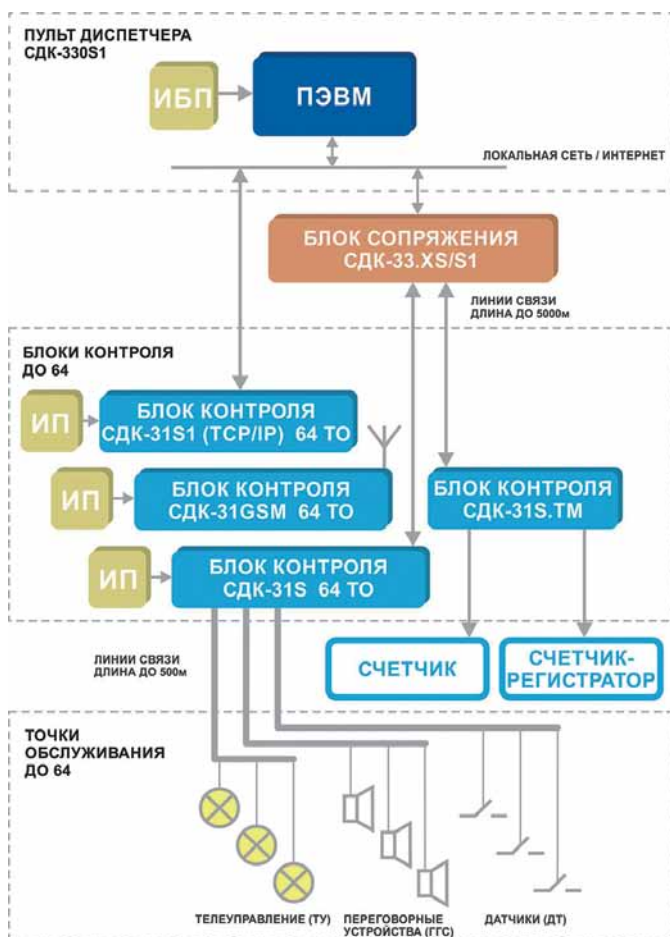 ПУЛЬТ ДИСПЕТЧЕРА
СДК-330S1
ИБП
ПЭВМ
ЛОКАЛЬНАЯ СЕТЬ / ИНТЕРНЕТ
БЛОК СОПРЯЖЕНИЯ
СДК-33.XS/S1
ЛИНИИ СВЯЗИ
ДЛИНА ДО 5000м
БЛОКИ КОНТРОЛЯ
ДО 64
ИП
БЛОК КОНТРОЛЯ
СДК-31S1 (TCP/IP) 64 ТО
ИП
БЛОК КОНТРОЛЯ
СДК-31GSM 64 ТО
БЛОК КОНТРОЛЯ
СДК-31S.TM
ИП
БЛОК КОНТРОЛЯ
СДК-31S 64 ТО
ЛИНИИ СВЯЗИ
ДЛИНА ДО 500м
СЧЕТЧИК
СЧЕТЧИК-
РЕГИСТРАТОР
ТОЧКИ
ОБСЛУЖИВАНИЯ
ДО 64
ТЕЛЕУПРАВЛЕНИЕ (ТУ)
ПЕРЕГОВОРНЫЕ
УСТРОЙСТВА (ГГС)
ДАТЧИКИ (ДТ)